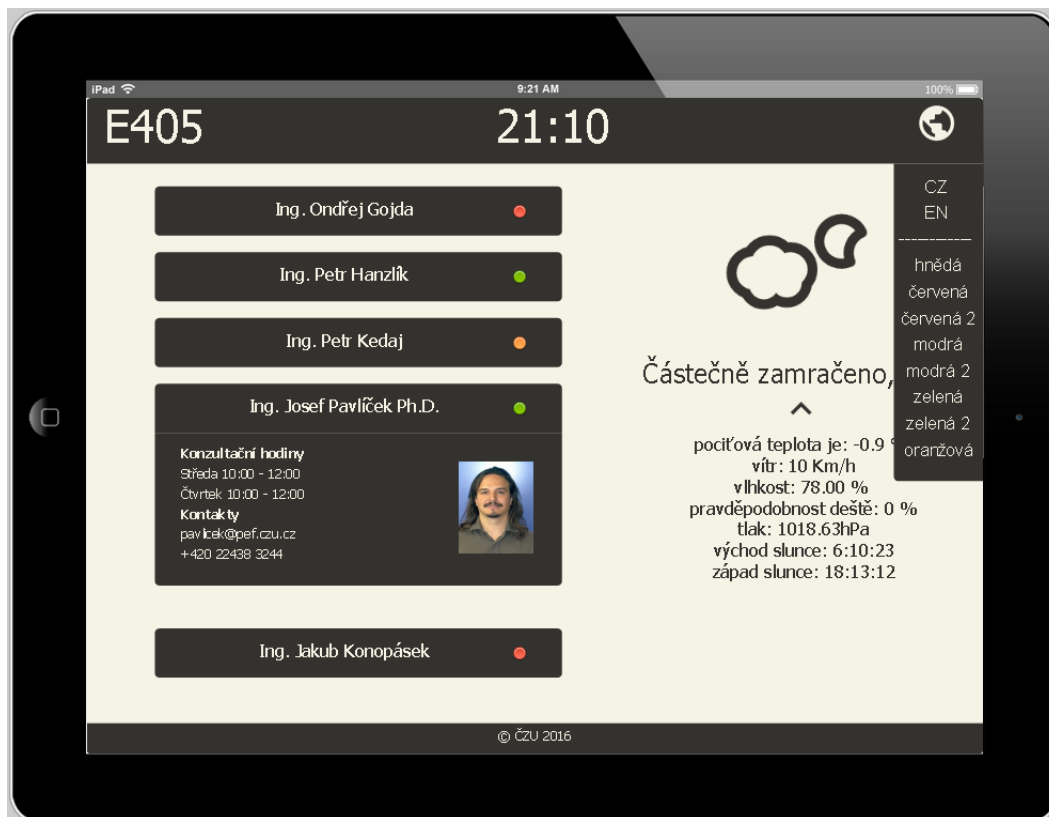 iPad 9:21 AM 100%
E405 21:10
CZ
EN
------------
hnědá
červená
červená 2
modrá
modrá 2
zelená
zelená 2
oranžová
Ing. Ondřej Gojda
Ing. Petr Hanzlík
Ing. Petr Kedaj
Ing. Josef Pavlíček Ph.D.
Konzultační hodiny
Středa 10:00 - 12:00
Čtvrtek 10:00 - 12:00
Kontakty
pavlicek@pef.czu.cz
+420 22438 3244
Ing. Jakub Konopásek
Částečně zamračeno,
pociťová teplota je: -0.9
vítr: 10 Km/h
vlhkost: 78.00 %
pravděpodobnost deště: 0 %
tlak: 1018.63hPa
východ slunce: 6:10:23
západ slunce: 18:13:12
© ČZU 2016